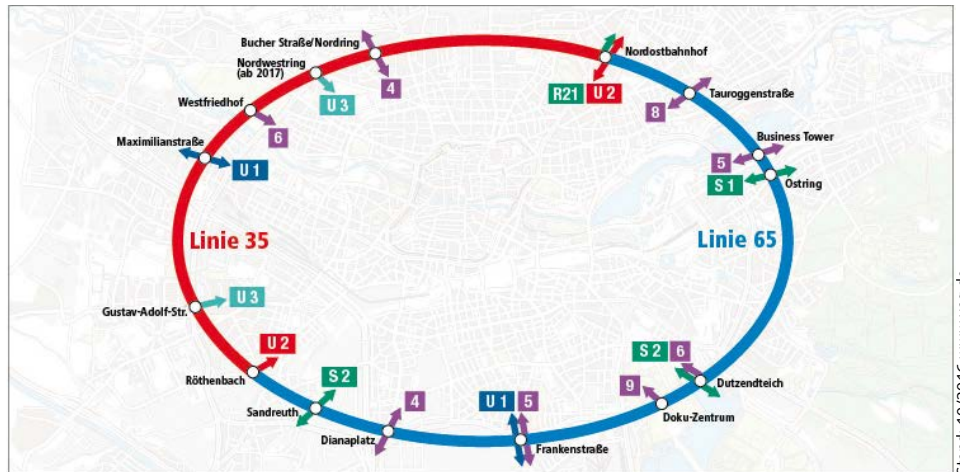 Bucher Straße/Nordring
Nordwestring
(ab 2017)
Westfriedhof
Maximilianstraße
4
U 3
6
U 1
Nordostbahnhof
R21 U 2
Tauroggenstraße
8
Business Tower
5
S 1
Ostring
Linie 35
Linie 65
Gustav-Adolf-Str.
U 3
Röthenbach
U 2
Sandreuth
S 2
Dianaplatz
4
U 1 5
Frankenstraße
9
Doku-Zentrum
S 2 6
Dutzendteich